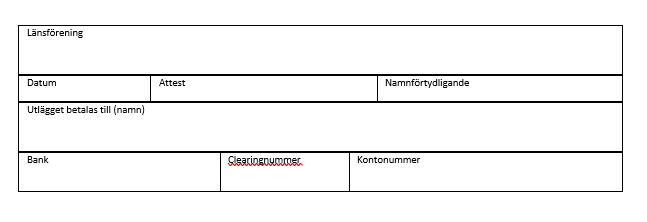 Länsförening
Datum Attest Namnförtydligande
Utlägget betalas till (namn)
Bank Clearingnummer Kontonummer